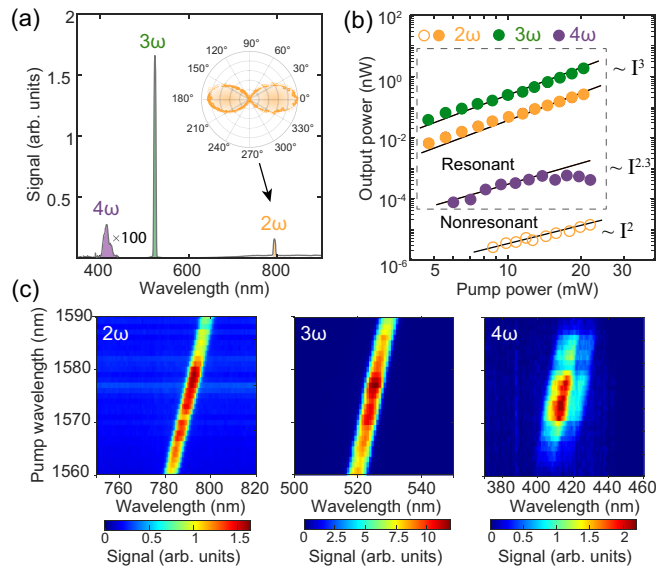 (a)
2
1.5
1
0.5
Signal (arb. units)
3ω
4ω
×100
2ω
90°
120°
60°
150°
30°
180°
0°
210°
330°
240°
300°
270°
400
600
800
Wavelength (nm)
(b)
2ω
3ω
4ω
10²
10⁰
10⁻²
10⁻⁴
10⁻⁶
Output power (nW)
~ I³
Resonant
~ I²·³
Nonresonant
~ I²
5
10
20
30
Pump power (mW)
(c)
Pump wavelength (nm)
1590
1580
1570
1560
2ω
760
780
800
820
Wavelength (nm)
0
0.5
1
1.5
Signal (arb. units)
3ω
500
520
540
Wavelength (nm)
0
2.5
5
7.5
10
Signal (arb. units)
4ω
380
400
420
440
460
Wavelength (nm)
0
0.5
1
1.5
2
Signal (arb. units)